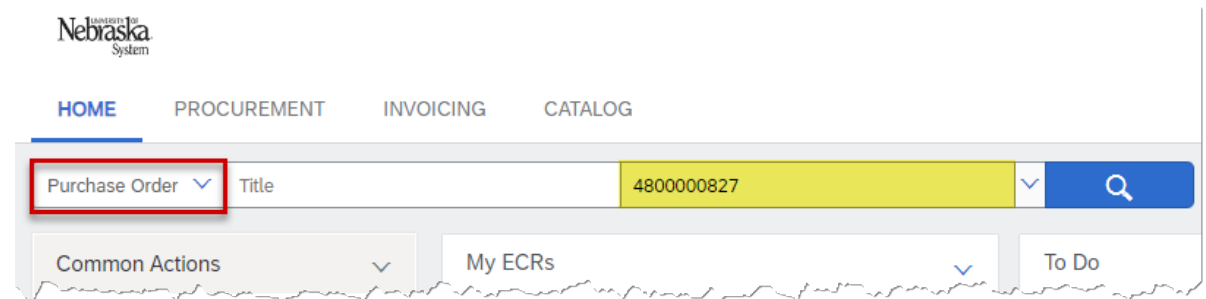 UNIVERSITY OF
Nebraska
System
HOME PROCUREMENT INVOICING CATALOG
Purchase Order Title 4800000827
Common Actions My ECRs To Do